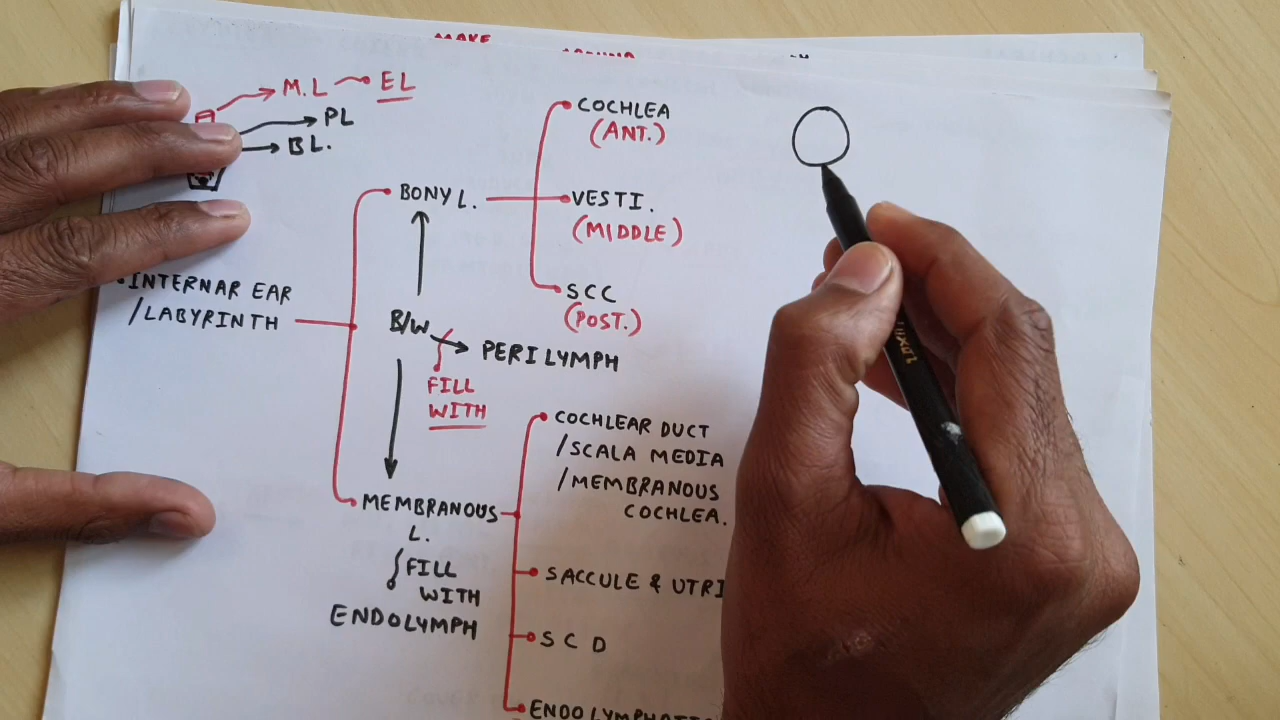 MAKE
M.L EL
PL
BL.
COCHLEA
(ANT.)
BONY L.
VESTI.
(MIDDLE)
SCC
(POST.)
INTERNAR EAR
/LABYRINTH
B/W
PERILYMPH
FILL
WITH
COCHLEAR DUCT
/SCALA MEDIA
/MEMBRANOUS
COCHLEA.
MEMBRANOUS
L.
FILL
WITH
ENDOLYMPH
SACCULE & UTRI
SCD